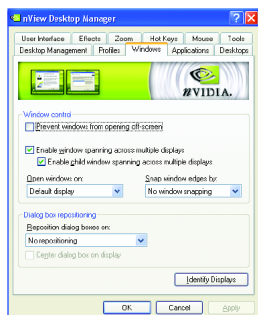 nView Desktop Manager
User Interface Effects Zoom Hot Keys Mouse Tools
Desktop Management Profiles Windows Applications Desktops
nVIDIA.
Window control
Prevent windows from opening off-screen
Enable window spanning across multiple displays
Enable child window spanning across multiple displays
Open windows on: Snap window edges by:
Default display No window snapping
Dialog box repositioning
Reposition dialog boxes on:
No repositioning
Center dialog box on display
Identify Displays
OK Cancel Apply